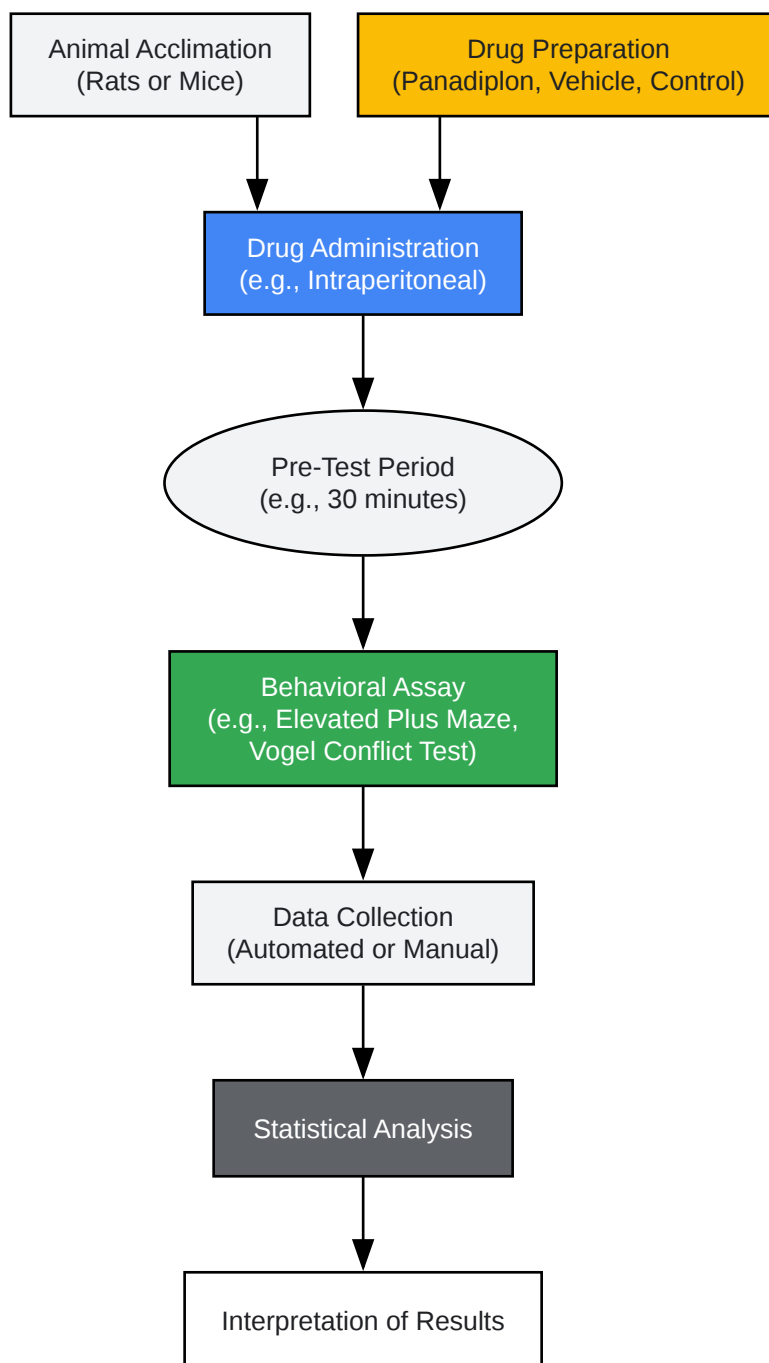 Animal Acclimation
(Rats or Mice)
Drug Preparation
(Panadiplon, Vehicle, Control)
Drug Administration
(e.g., Intraperitoneal)
Pre-Test Period
(e.g., 30 minutes)
Behavioral Assay
(e.g., Elevated Plus Maze,
Vogel Conflict Test)
Data Collection
(Automated or Manual)
Statistical Analysis
Interpretation of Results